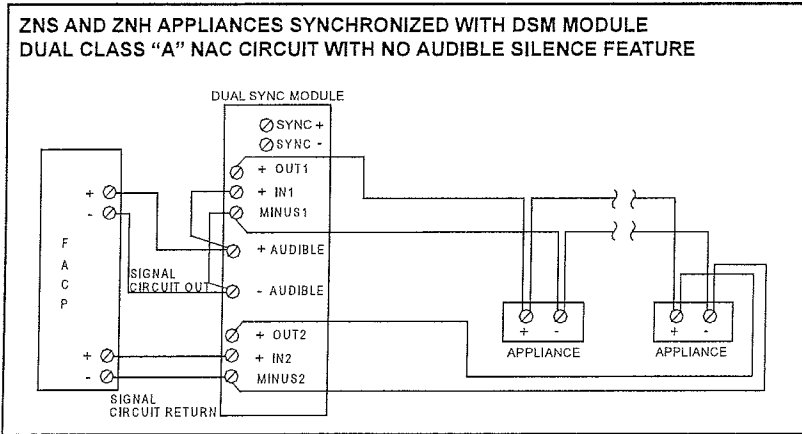 ZNS AND ZNH APPLIANCES SYNCHRONIZED WITH DSM MODULE
DUAL CLASS “A” NAC CIRCUIT WITH NO AUDIBLE SILENCE FEATURE
DUAL SYNC MODULE
SYNC +
SYNC -
+ OUT1
+ IN1
MINUS1
+ AUDIBLE
- AUDIBLE
+ OUT2
+ IN2
MINUS2
+
-
F
A
C
P
+
-
SIGNAL
CIRCUIT OUT
SIGNAL
CIRCUIT RETURN
+ -
APPLIANCE
+ -
APPLIANCE